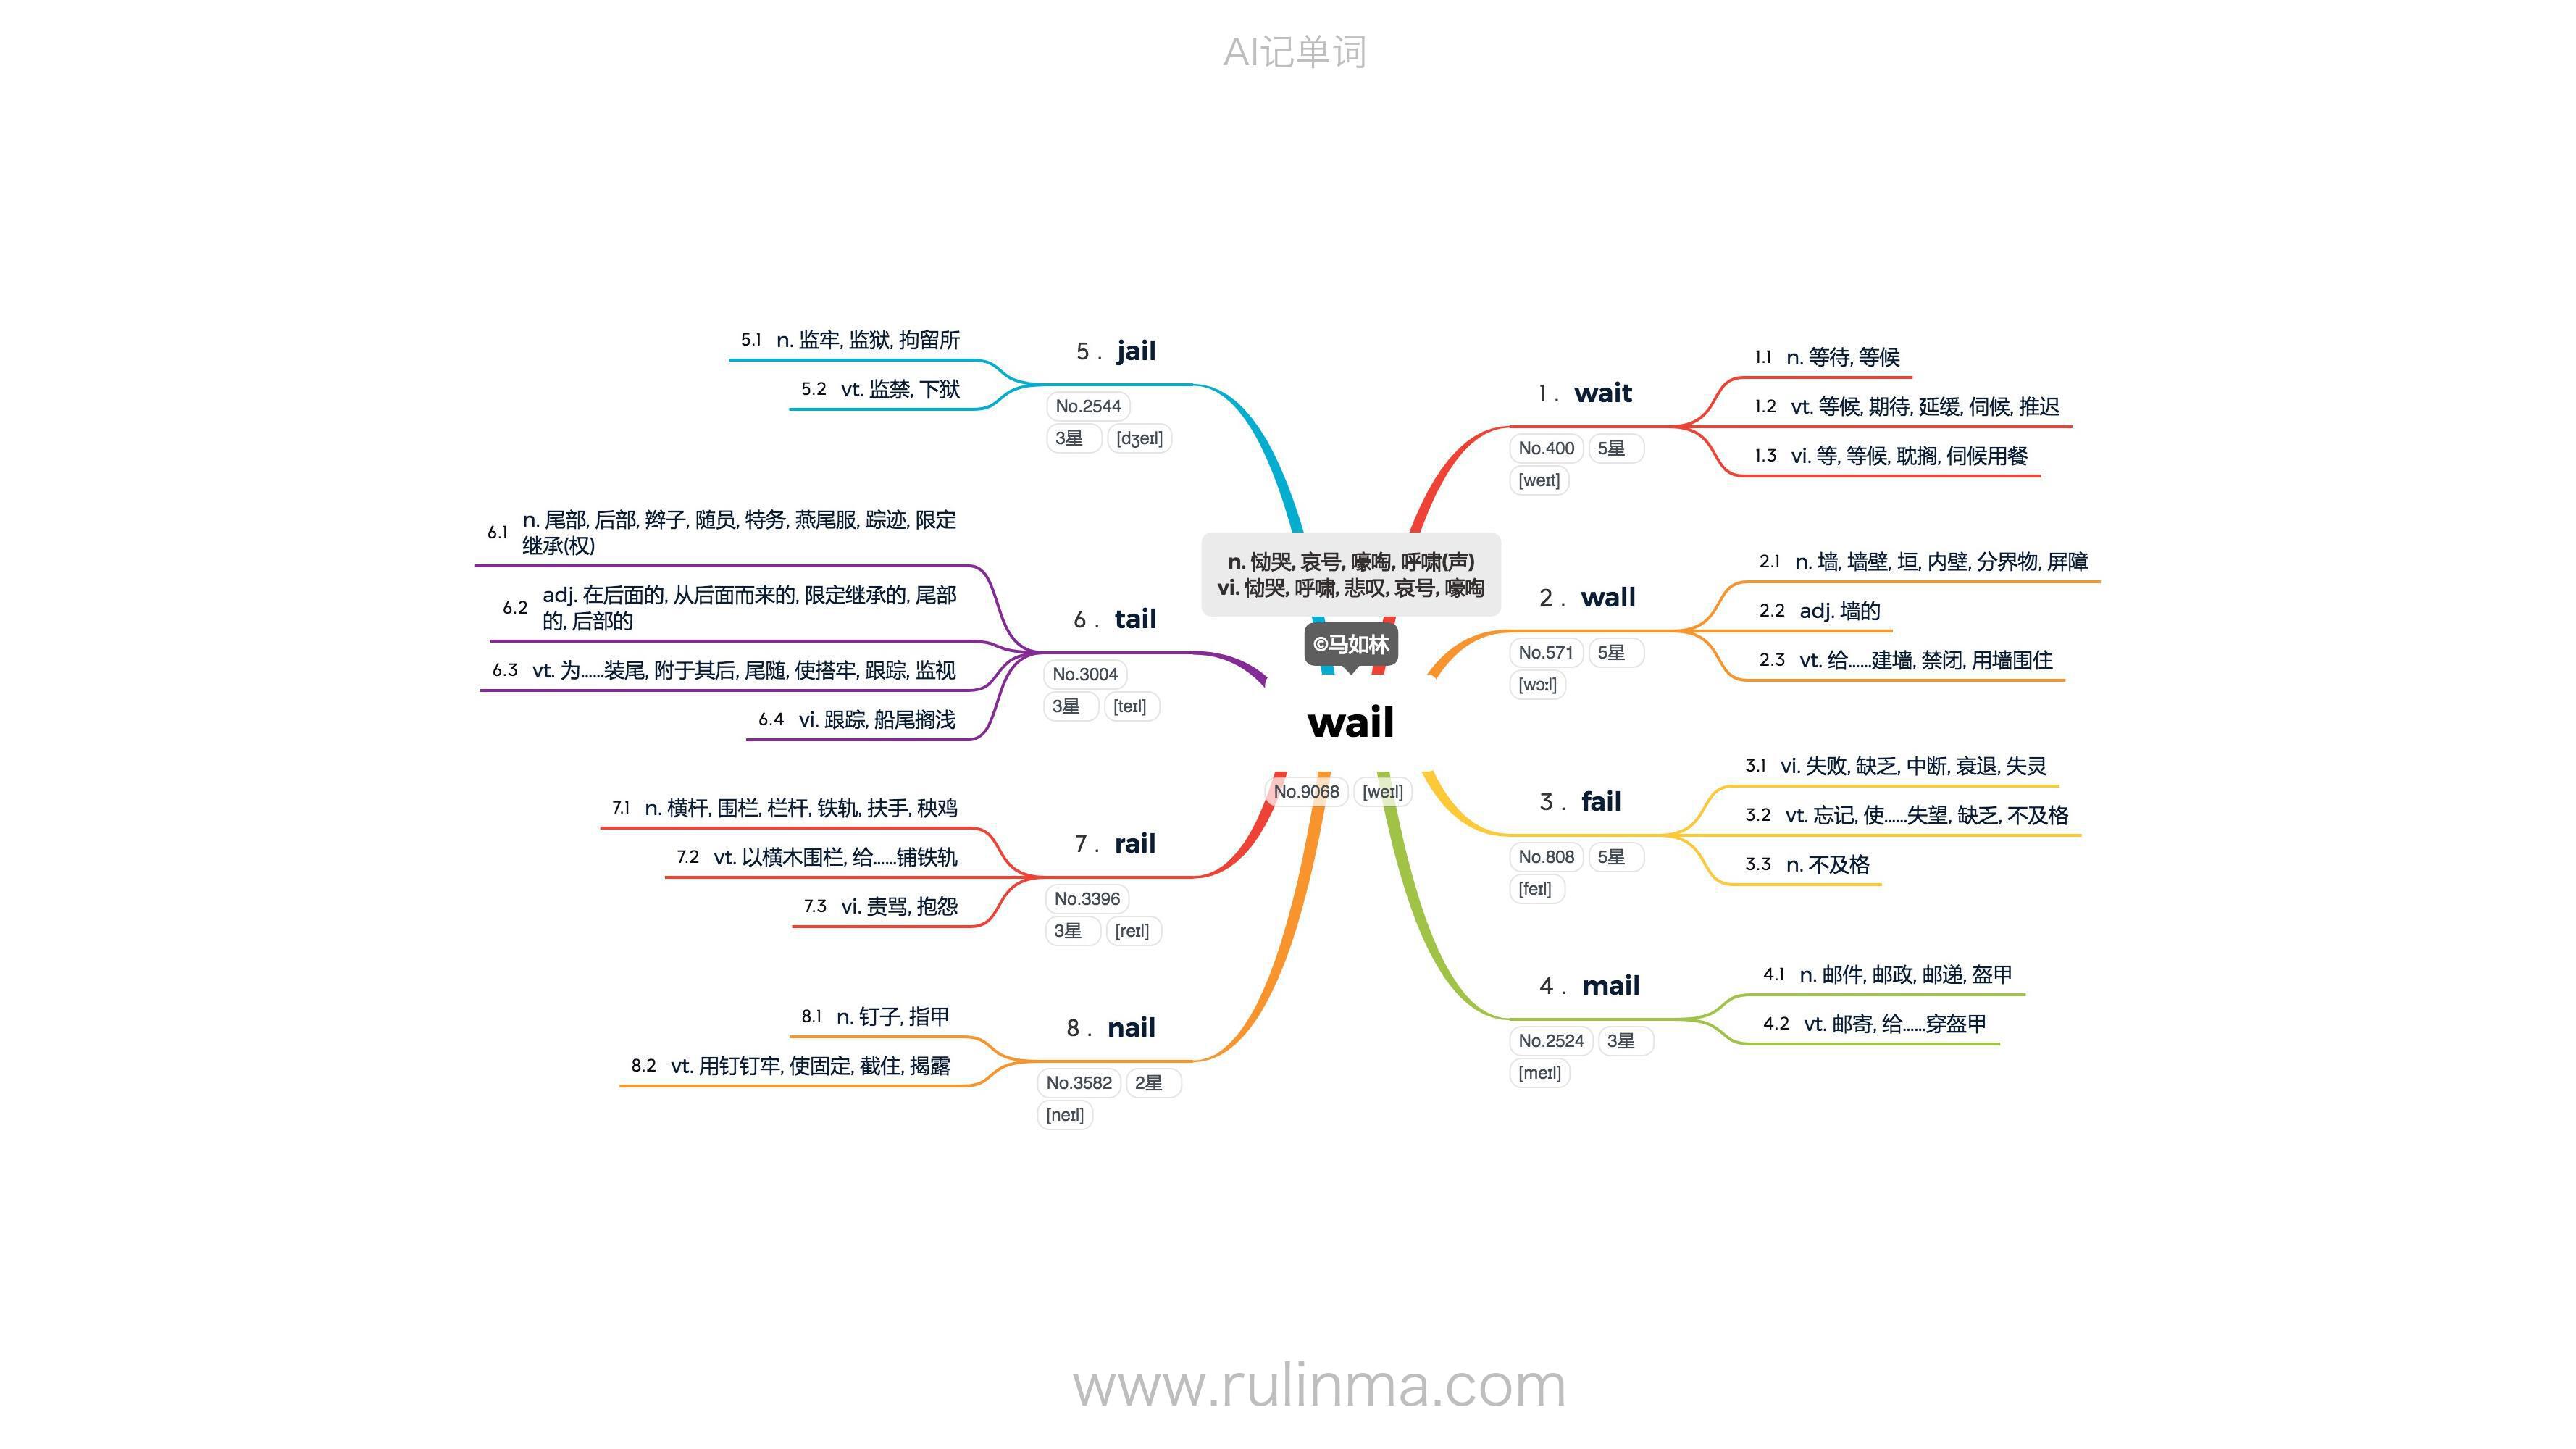 AI记单词
n. 恸哭, 哀号, 嚎啕, 呼啸(声)
vi. 恸哭, 呼啸, 悲叹, 哀号, 嚎啕
©马如林
wail
No.9068 [weɪl]
1 . wait
No.400 5星
[weɪt]
1.1 n. 等待, 等候
1.2 vt. 等候, 期待, 延缓, 伺候, 推迟
1.3 vi. 等, 等候, 耽搁, 伺候用餐
2 . wall
No.571 5星
[wɔːl]
2.1 n. 墙, 墙壁, 垣, 内壁, 分界物, 屏障
2.2 adj. 墙的
2.3 vt. 给......建墙, 禁闭, 用墙围住
3 . fail
No.808 5星
[feɪl]
3.1 vi. 失败, 缺乏, 中断, 衰退, 失灵
3.2 vt. 忘记, 使......失望, 缺乏, 不及格
3.3 n. 不及格
4 . mail
No.2524 3星
[meɪl]
4.1 n. 邮件, 邮政, 邮递, 盔甲
4.2 vt. 邮寄, 给......穿盔甲
5 . jail
No.2544
3星 [dʒeɪl]
5.1 n. 监牢, 监狱, 拘留所
5.2 vt. 监禁, 下狱
6 . tail
No.3004
3星 [teɪl]
6.1 n. 尾部, 后部, 辫子, 随员, 特务, 燕尾服, 踪迹, 限定
继承(权)
6.2 adj. 在后面的, 从后面而来的, 限定继承的, 尾部
的, 后部的
6.3 vt. 为......装尾, 附于其后, 尾随, 使搭牢, 跟踪, 监视
6.4 vi. 跟踪, 船尾搁浅
7 . rail
No.3396
3星 [reɪl]
7.1 n. 横杆, 围栏, 栏杆, 铁轨, 扶手, 秧鸡
7.2 vt. 以横木围栏, 给......铺铁轨
7.3 vi. 责骂, 抱怨
8 . nail
No.3582 2星
[neɪl]
8.1 n. 钉子, 指甲
8.2 vt. 用钉钉牢, 使固定, 截住, 揭露
www.rulinma.com